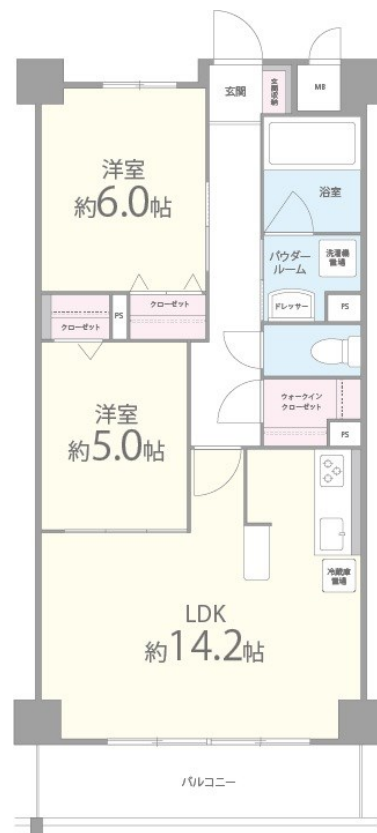 玄関
玄関
収納
MB
洋室
約6.0帖
浴室
パウダー
ルーム
洗濯機
置場
ドレッサー
PS
クローゼット
クローゼット
PS
ウォークイン
クローゼット
PS
洋室
約5.0帖
冷蔵庫
置場
LDK
約14.2帖
バルコニー